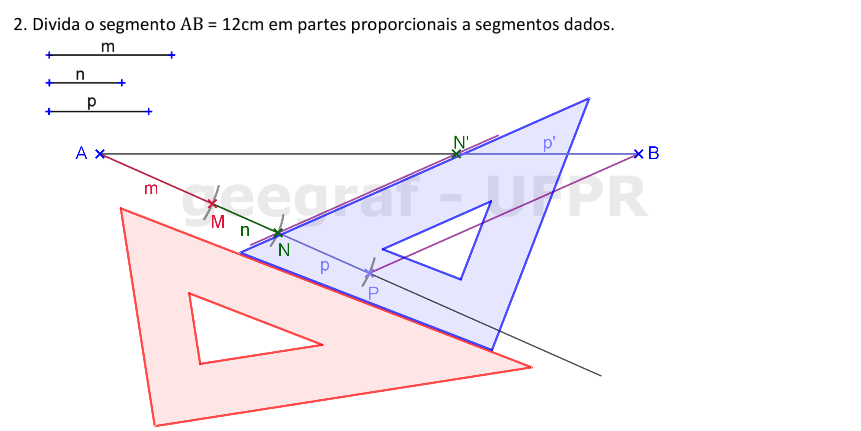 2. Divida o segmento AB = 12cm em partes proporcionais a segmentos dados.
m
n
p
A
N'
p'
B
geegraf - UFPR
m
M
n
N
p
P